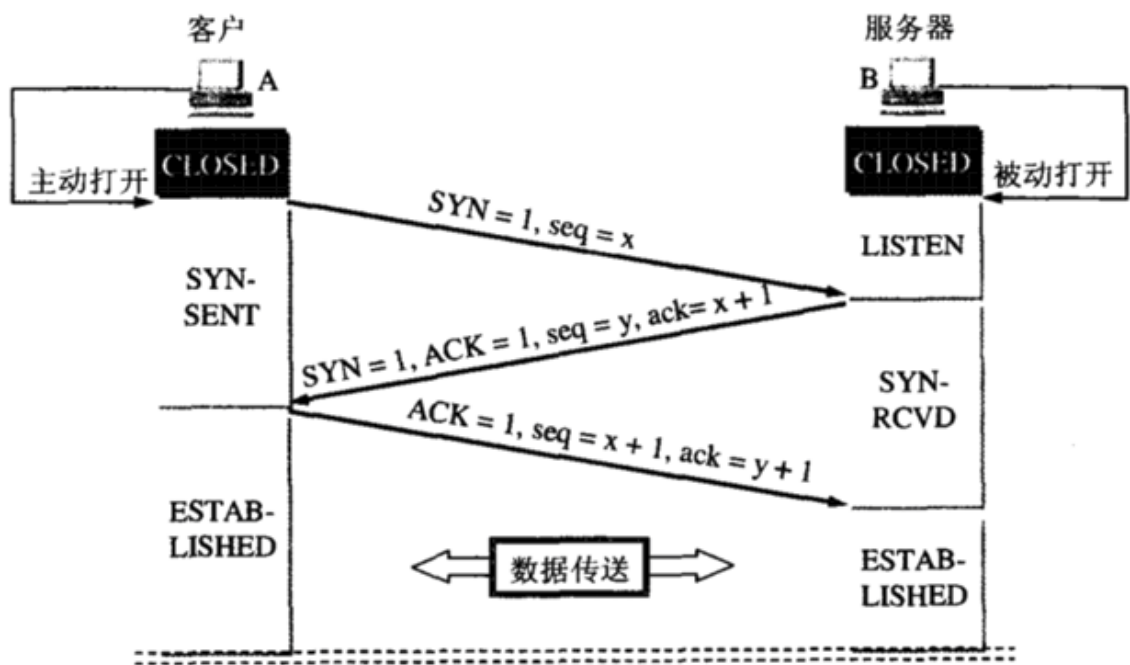 客户
服务器
A
B
CLOSED
CLOSED
主动打开
被动打开
SYN = 1, seq = x
LISTEN
SYN-
SENT
SYN = 1, ACK = 1, seq = y, ack= x + 1
SYN-
RCVD
ACK = 1, seq = x + 1, ack = y + 1
ESTAB-
LISHED
数据传送
ESTAB-
LISHED